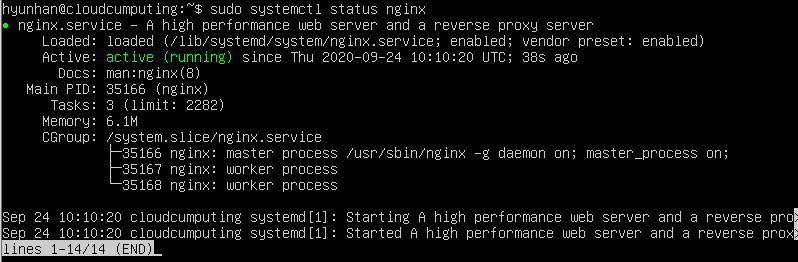 hyunhan@cloudcumputing:~$ sudo systemctl status nginx
● nginx.service - A high performance web server and a reverse proxy server
     Loaded: loaded (/lib/systemd/system/nginx.service; enabled; vendor preset: enabled)
     Active: active (running) since Thu 2020-09-24 10:10:20 UTC; 38s ago
       Docs: man:nginx(8)
   Main PID: 35166 (nginx)
      Tasks: 3 (limit: 2282)
     Memory: 6.1M
     CGroup: /system.slice/nginx.service
             ├─35166 nginx: master process /usr/sbin/nginx -g daemon on; master_process on;
             ├─35167 nginx: worker process
             └─35168 nginx: worker process

Sep 24 10:10:20 cloudcumputing systemd[1]: Starting A high performance web server and a reverse pro>
Sep 24 10:10:20 cloudcumputing systemd[1]: Started A high performance web server and a reverse prox>
lines 1-14/14 (END)